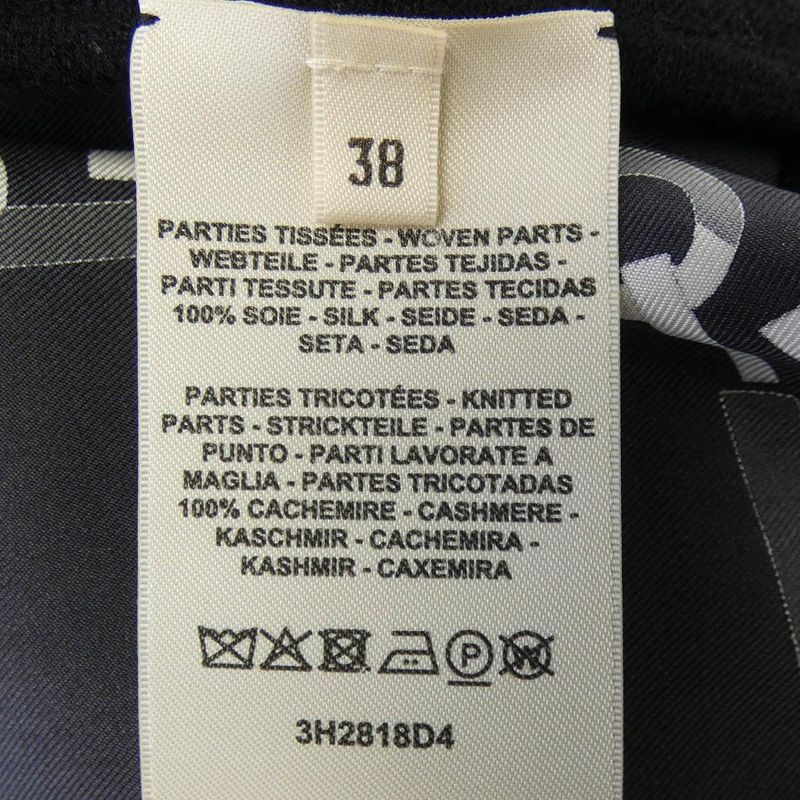 38
PARTIES TISSÉES - WOVEN PARTS -
WEBTEILE - PARTES TEJIDAS -
PARTI TESSUTE - PARTES TECIDAS
100% SOIE - SILK - SEIDE - SEDA -
SETA - SEDA
PARTIES TRICOTÉES - KNITTED
PARTS - STRICKTEILE - PARTES DE
PUNTO - PARTI LAVORATE A
MAGLIA - PARTES TRICOTADAS
100% CACHEMIRE - CASHMERE -
KASCHMIR - CACHEMIRA -
KASHMIR - CAXEMIRA
P W
3H2818D4